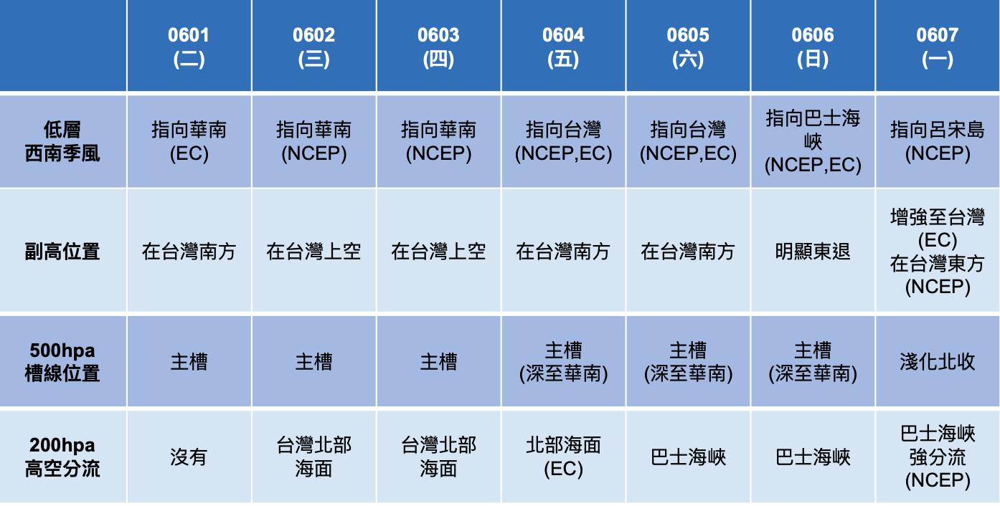 0601
(二)
0602
(三)
0603
(四)
0604
(五)
0605
(六)
0606
(日)
0607
(一)
低層
西南季風
指向華南
(EC)
指向華南
(NCEP)
指向華南
(NCEP)
指向台灣
(NCEP,EC)
指向台灣
(NCEP,EC)
指向巴士海
峽
(NCEP,EC)
指向呂宋島
(NCEP)
副高位置
在台灣南方
在台灣上空
在台灣上空
在台灣南方
在台灣南方
明顯東退
增強至台灣
(EC)
在台灣東方
(NCEP)
500hpa
槽線位置
主槽
主槽
主槽
主槽
(深至華南)
主槽
(深至華南)
主槽
(深至華南)
淺化北收
200hpa
高空分流
沒有
台灣北部
海面
台灣北部
海面
北部海面
(EC)
巴士海峽
巴士海峽
巴士海峽
強分流
(NCEP)